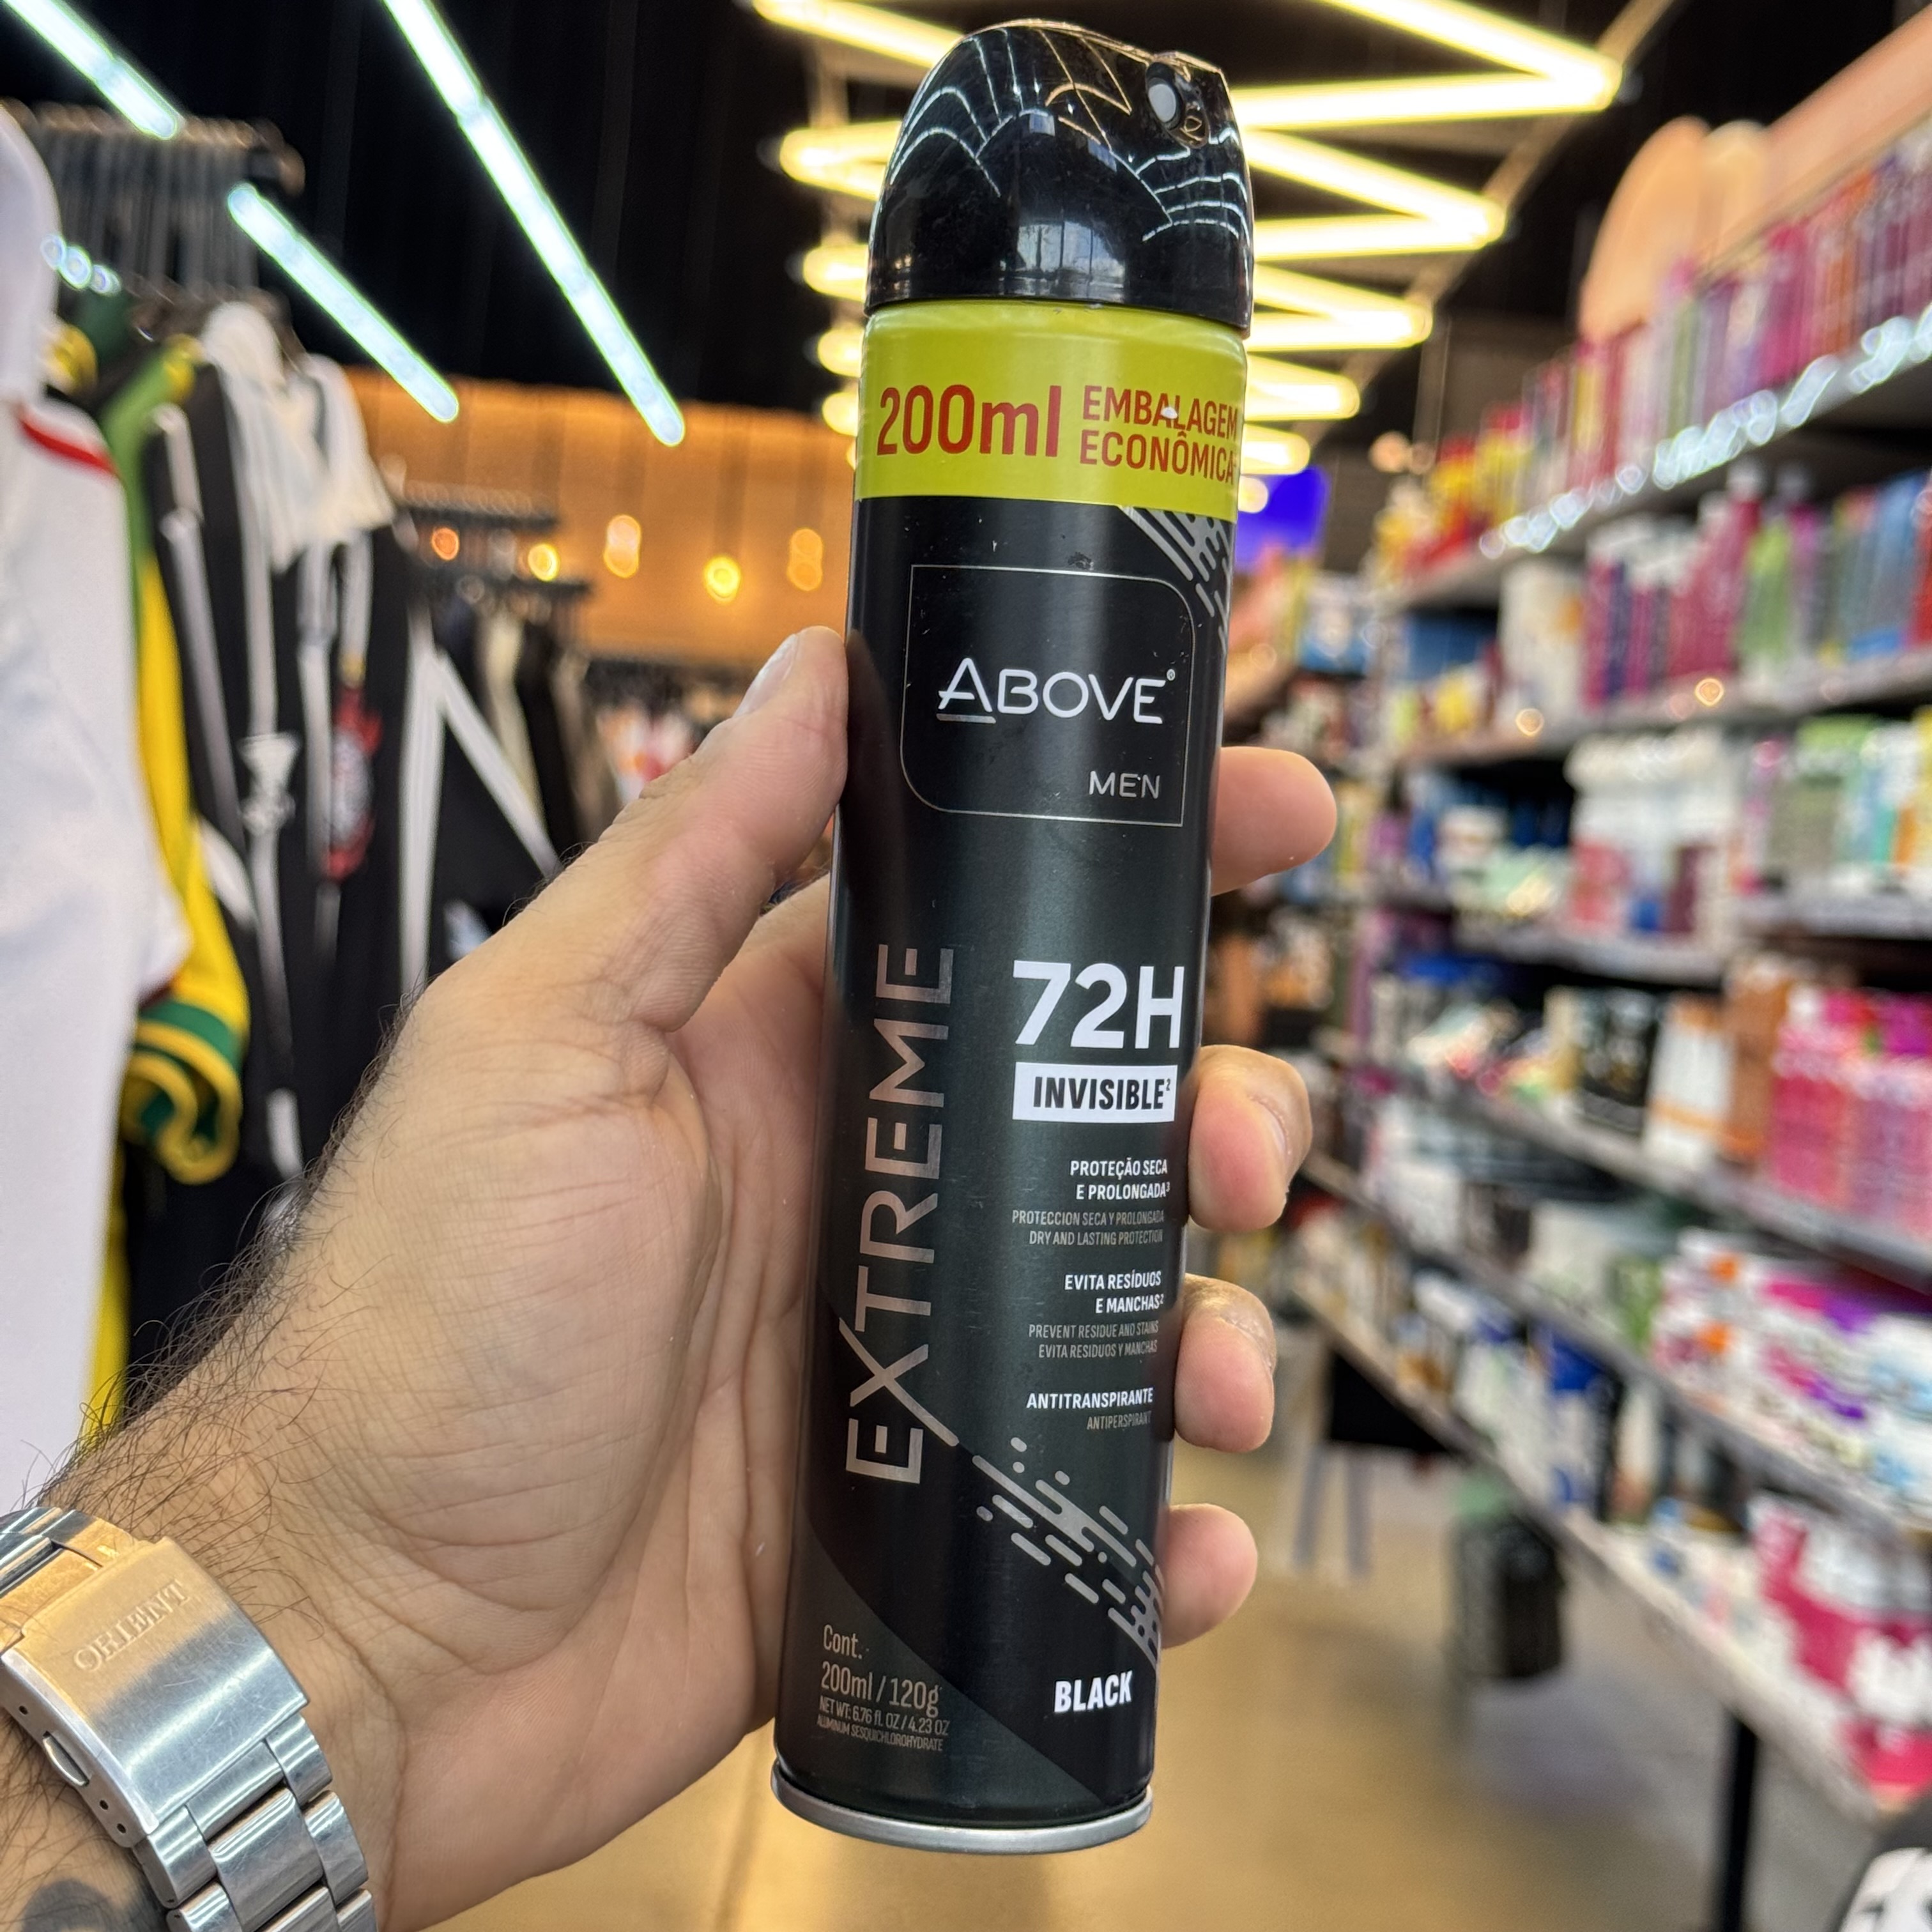 200ml
EMBALAGEM
ECONÔMICA
ABOVE®
MEN
EXTREME
72H
INVISIBLE²
PROTEÇÃO SECA
E PROLONGADA³
PROTECCION SECA Y PROLONGADA
DRY AND LASTING PROTECTION
EVITA RESÍDUOS
E MANCHAS²
PREVENT RESIDUE AND STAINS
EVITA RESIDUOS Y MANCHAS
ANTITRANSPIRANTE
ANTIPERSPIRANT
Cont.:
200ml / 120g
NET WT: 6.76 fl. OZ / 4.23 OZ
ALUMINUM SESQUICHLOROHYDRATE
BLACK
ORIENT